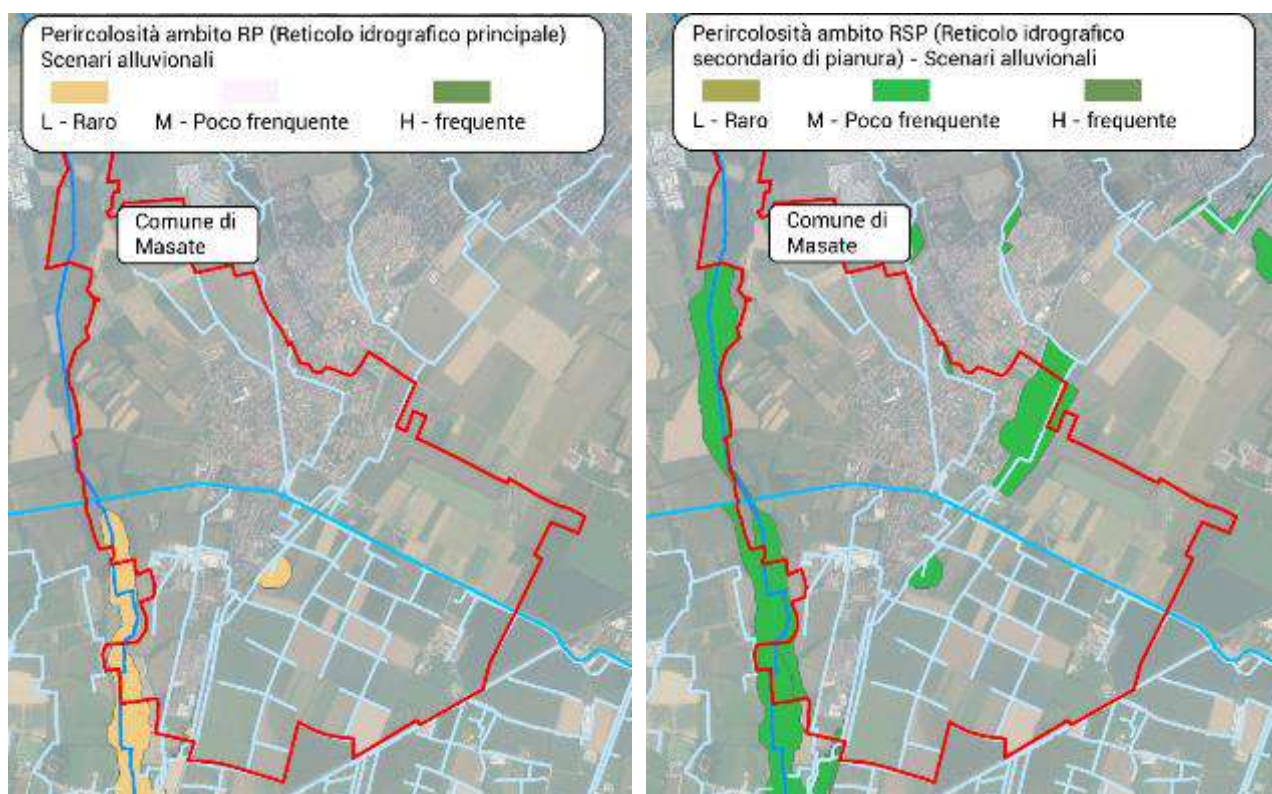 Perircolosità ambito RP (Reticolo idrografico principale)
Scenari alluvionali
L - Raro
M - Poco frenquente
H - frequente
Comune di
Masate
Perircolosità ambito RSP (Reticolo idrografico
secondario di pianura) - Scenari alluvionali
L - Raro
M - Poco frenquente
H - frequente
Comune di
Masate